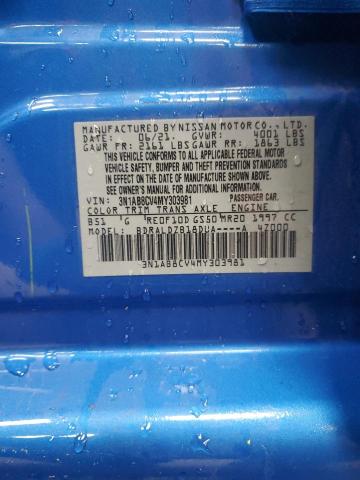 MANUFACTURED BY NISSAN MOTOR CO., LTD.
DATE: 06/21. GVWR: 4001 LBS
GAWR FR: 2161 LBS GAWR RR: 1863 LBS
THIS VEHICLE CONFORMS TO ALL APPLICABLE FEDERAL MOTOR
VEHICLE SAFETY, BUMPER, AND THEFT PREVENTION STANDARDS
IN EFFECT ON THE DATE OF MANUFACTURE SHOWN ABOVE.
SEE OWNER'S MANUAL FOR ADDITIONAL INFORMATION.
VIN: 3N1AB8CV4MY303981 PASSENGER CAR.
COLOR TRIM TRANS AXLE ENGINE
B51 G RE0F10D GS50 MR20 1997 CC
MODEL: BDRALDZB18DUA----A 47000
3N1AB8CV4MY303981